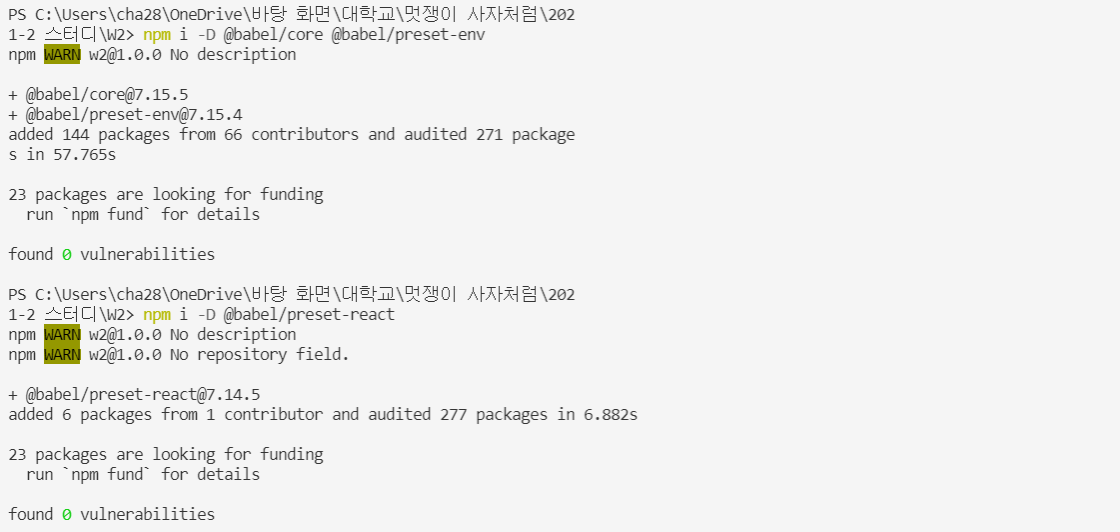 PS C:\Users\cha28\OneDrive\바탕 화면\대학교\멋쟁이 사자처럼\202
1-2 스터디\W2> npm i -D @babel/core @babel/preset-env
npm WARN w2@1.0.0 No description
+ @babel/core@7.15.5
+ @babel/preset-env@7.15.4
added 144 packages from 66 contributors and audited 271 package
s in 57.765s
23 packages are looking for funding
run `npm fund` for details
found 0 vulnerabilities
PS C:\Users\cha28\OneDrive\바탕 화면\대학교\멋쟁이 사자처럼\202
1-2 스터디\W2> npm i -D @babel/preset-react
npm WARN w2@1.0.0 No description
npm WARN w2@1.0.0 No repository field.
+ @babel/preset-react@7.14.5
added 6 packages from 1 contributor and audited 277 packages in 6.882s
23 packages are looking for funding
run `npm fund` for details
found 0 vulnerabilities